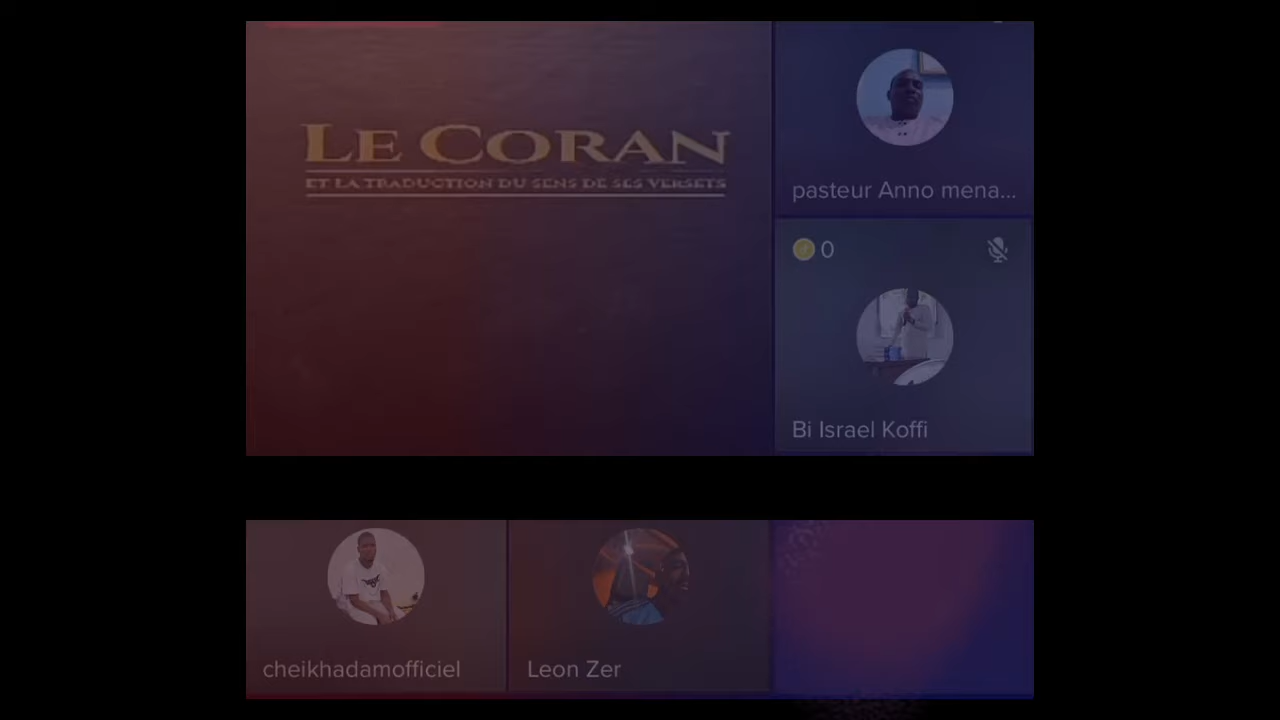 LE CORAN
ET LA TRADUCTION DU SENS DE SES VERSETS
pasteur Anno mena...
0
Bi Israel Koffi
cheikhadamofficiel
Leon Zer